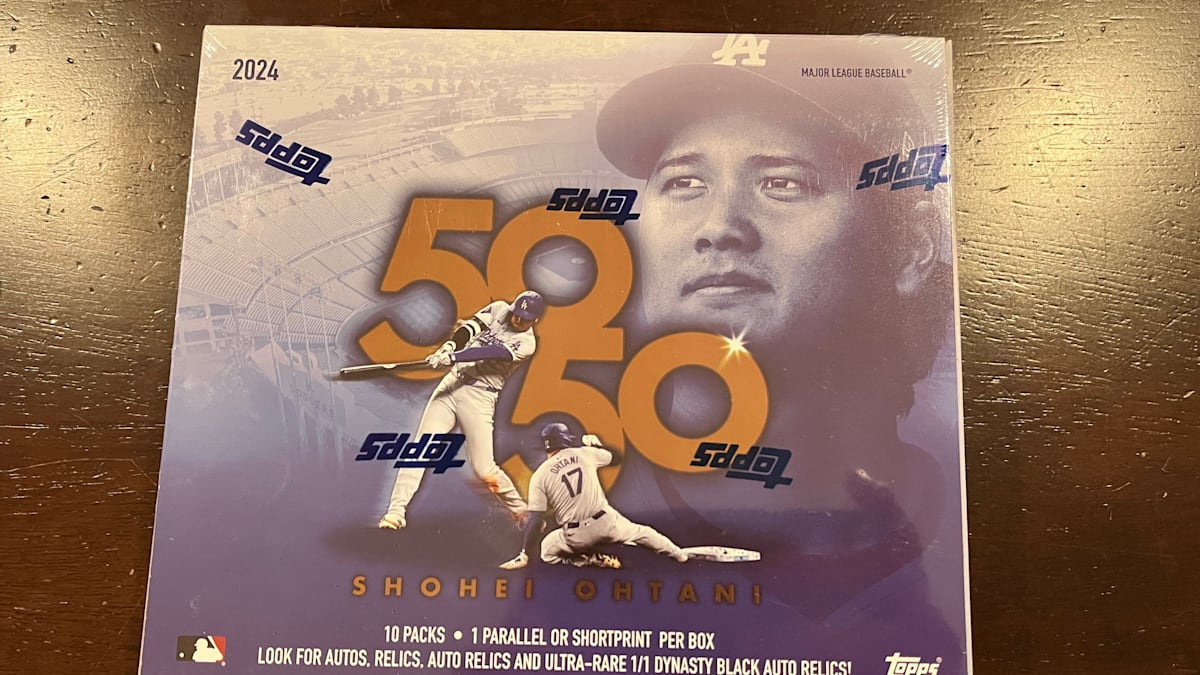 2024
MAJOR LEAGUE BASEBALL®
LA
topps
topps
topps
50
50
LA
topps
topps
OHTANI
17
SHOHEI OHTANI
10 PACKS • 1 PARALLEL OR SHORTPRINT PER BOX
LOOK FOR AUTOS, RELICS, AUTO RELICS AND ULTRA-RARE 1/1 DYNASTY BLACK AUTO RELICS!
topps